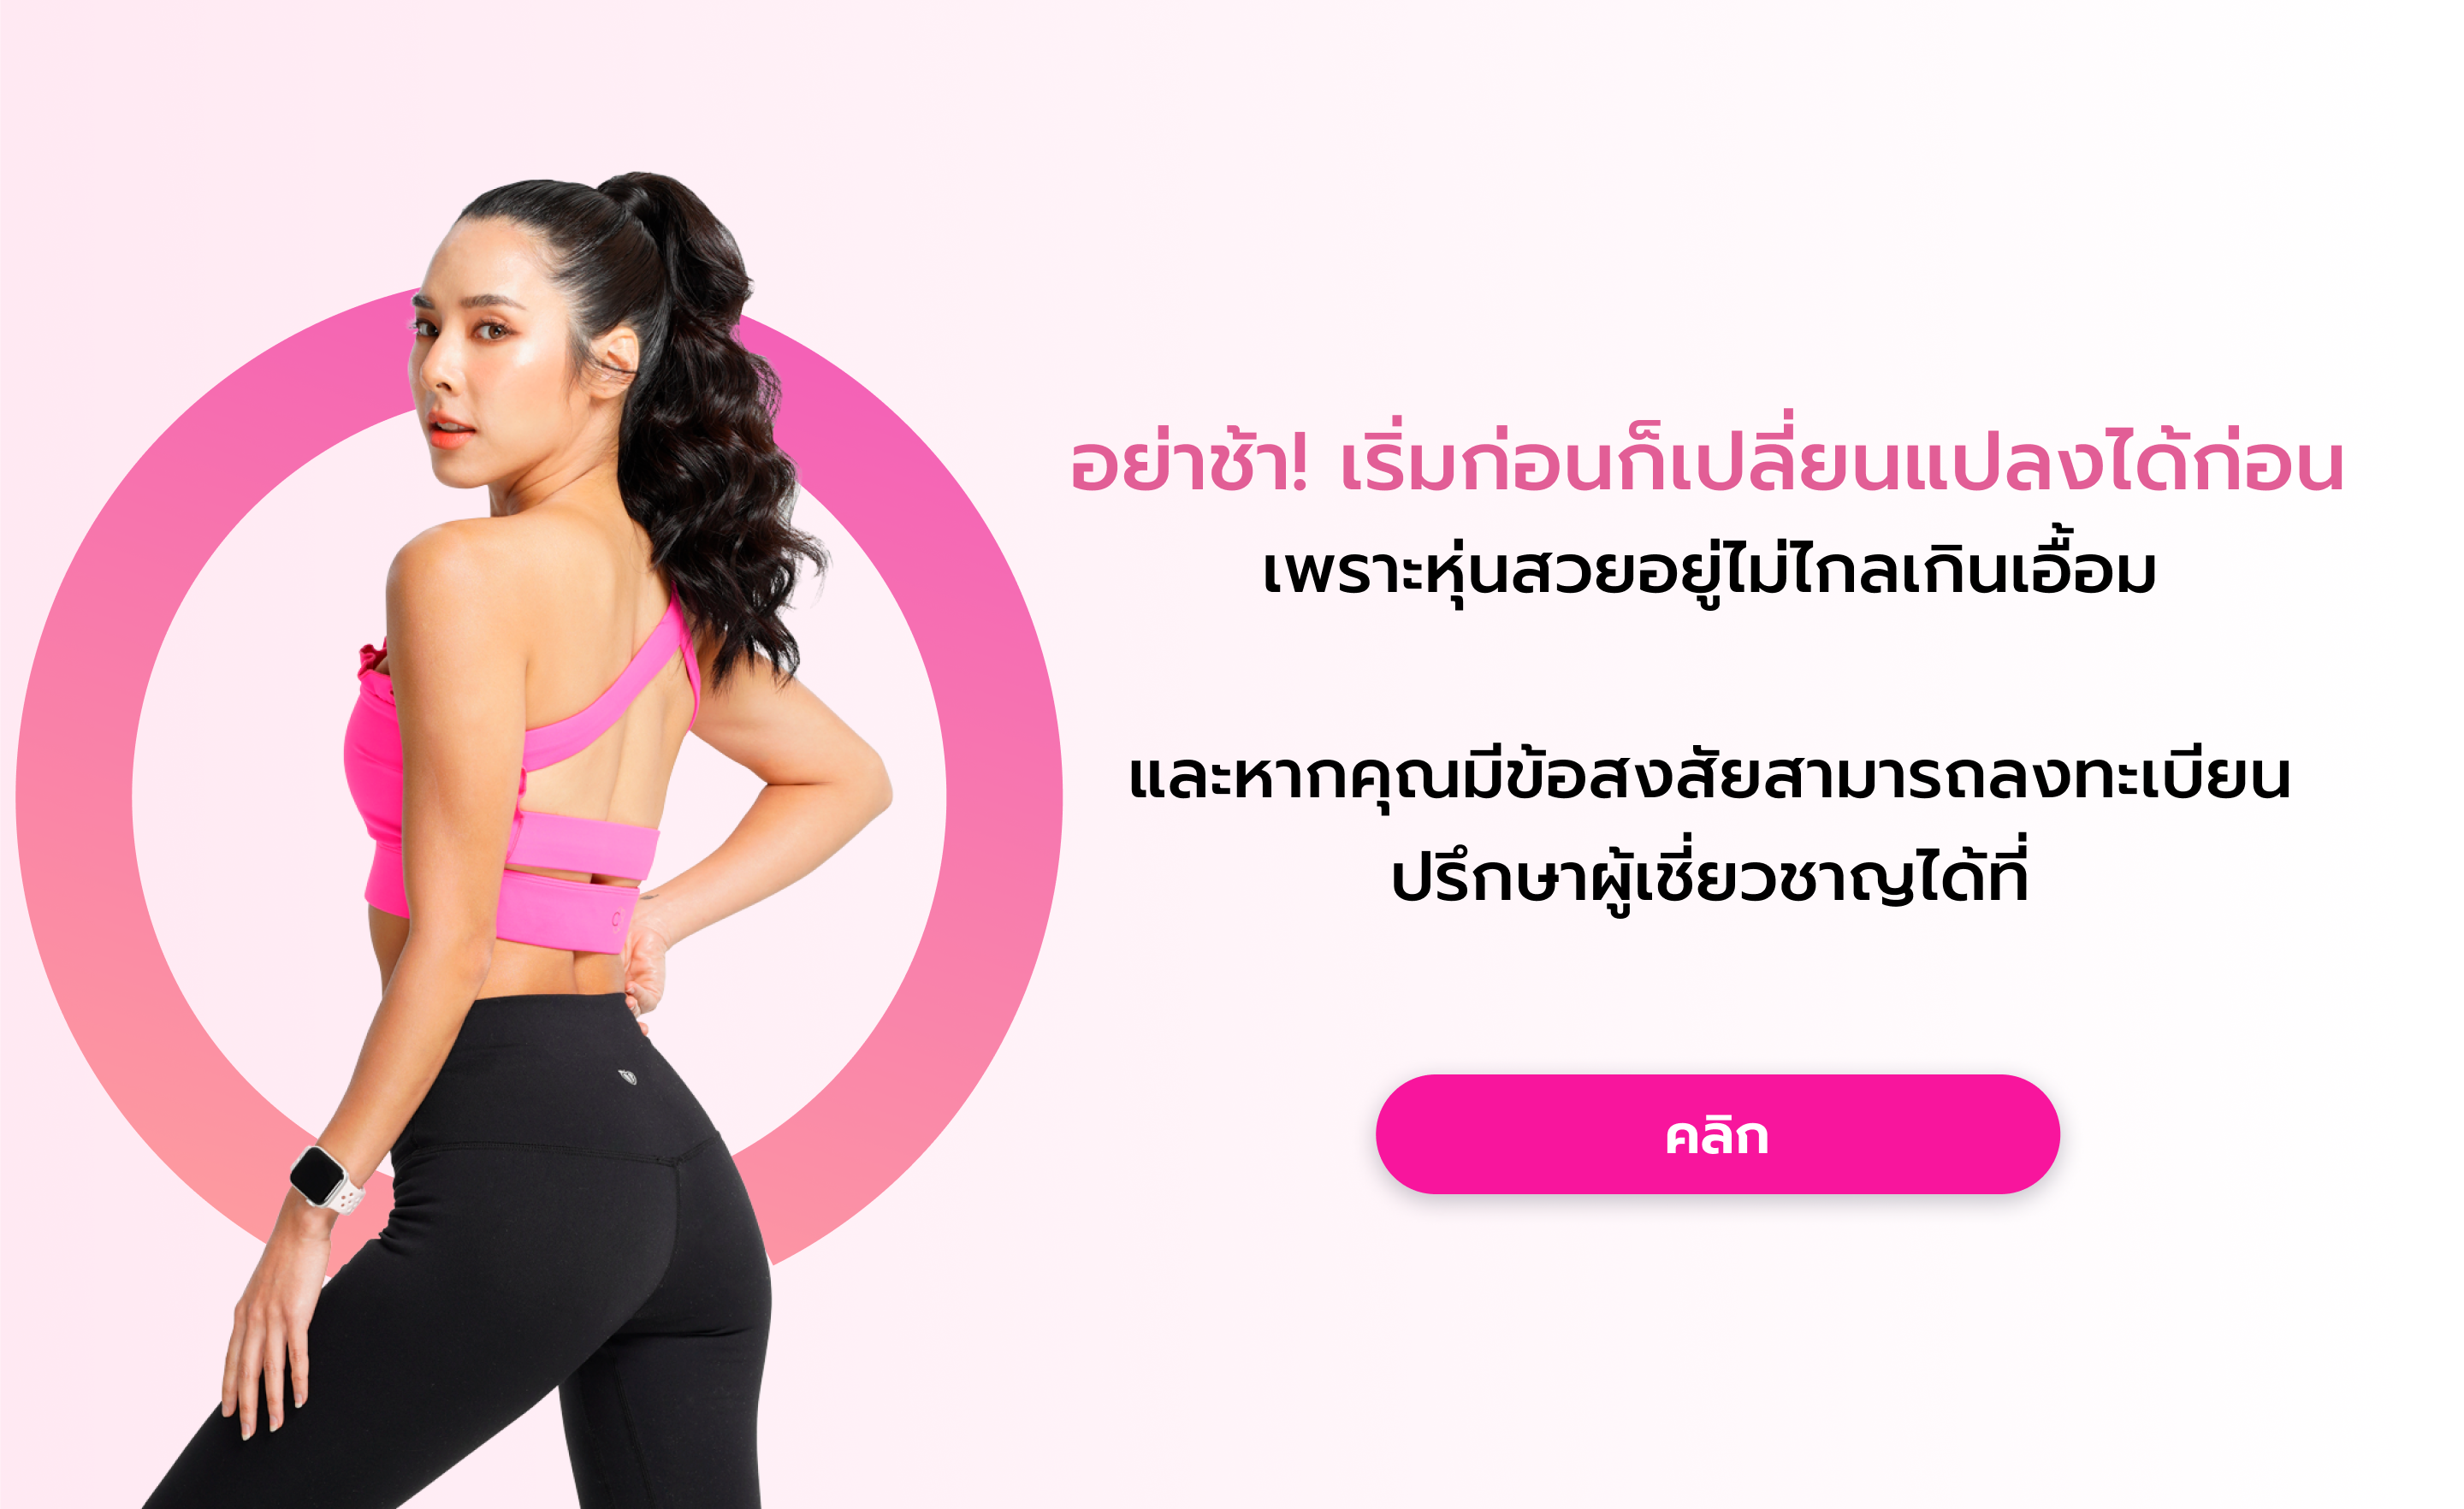 อย่าช้า! เริ่มก่อนก็เปลี่ยนแปลงได้ก่อน
เพราะหุ่นสวยอยู่ไม่ไกลเกินเอื้อม
และหากคุณมีข้อสงสัยสามารถลงทะเบียน
ปรึกษาผู้เชี่ยวชาญได้ที่
คลิก